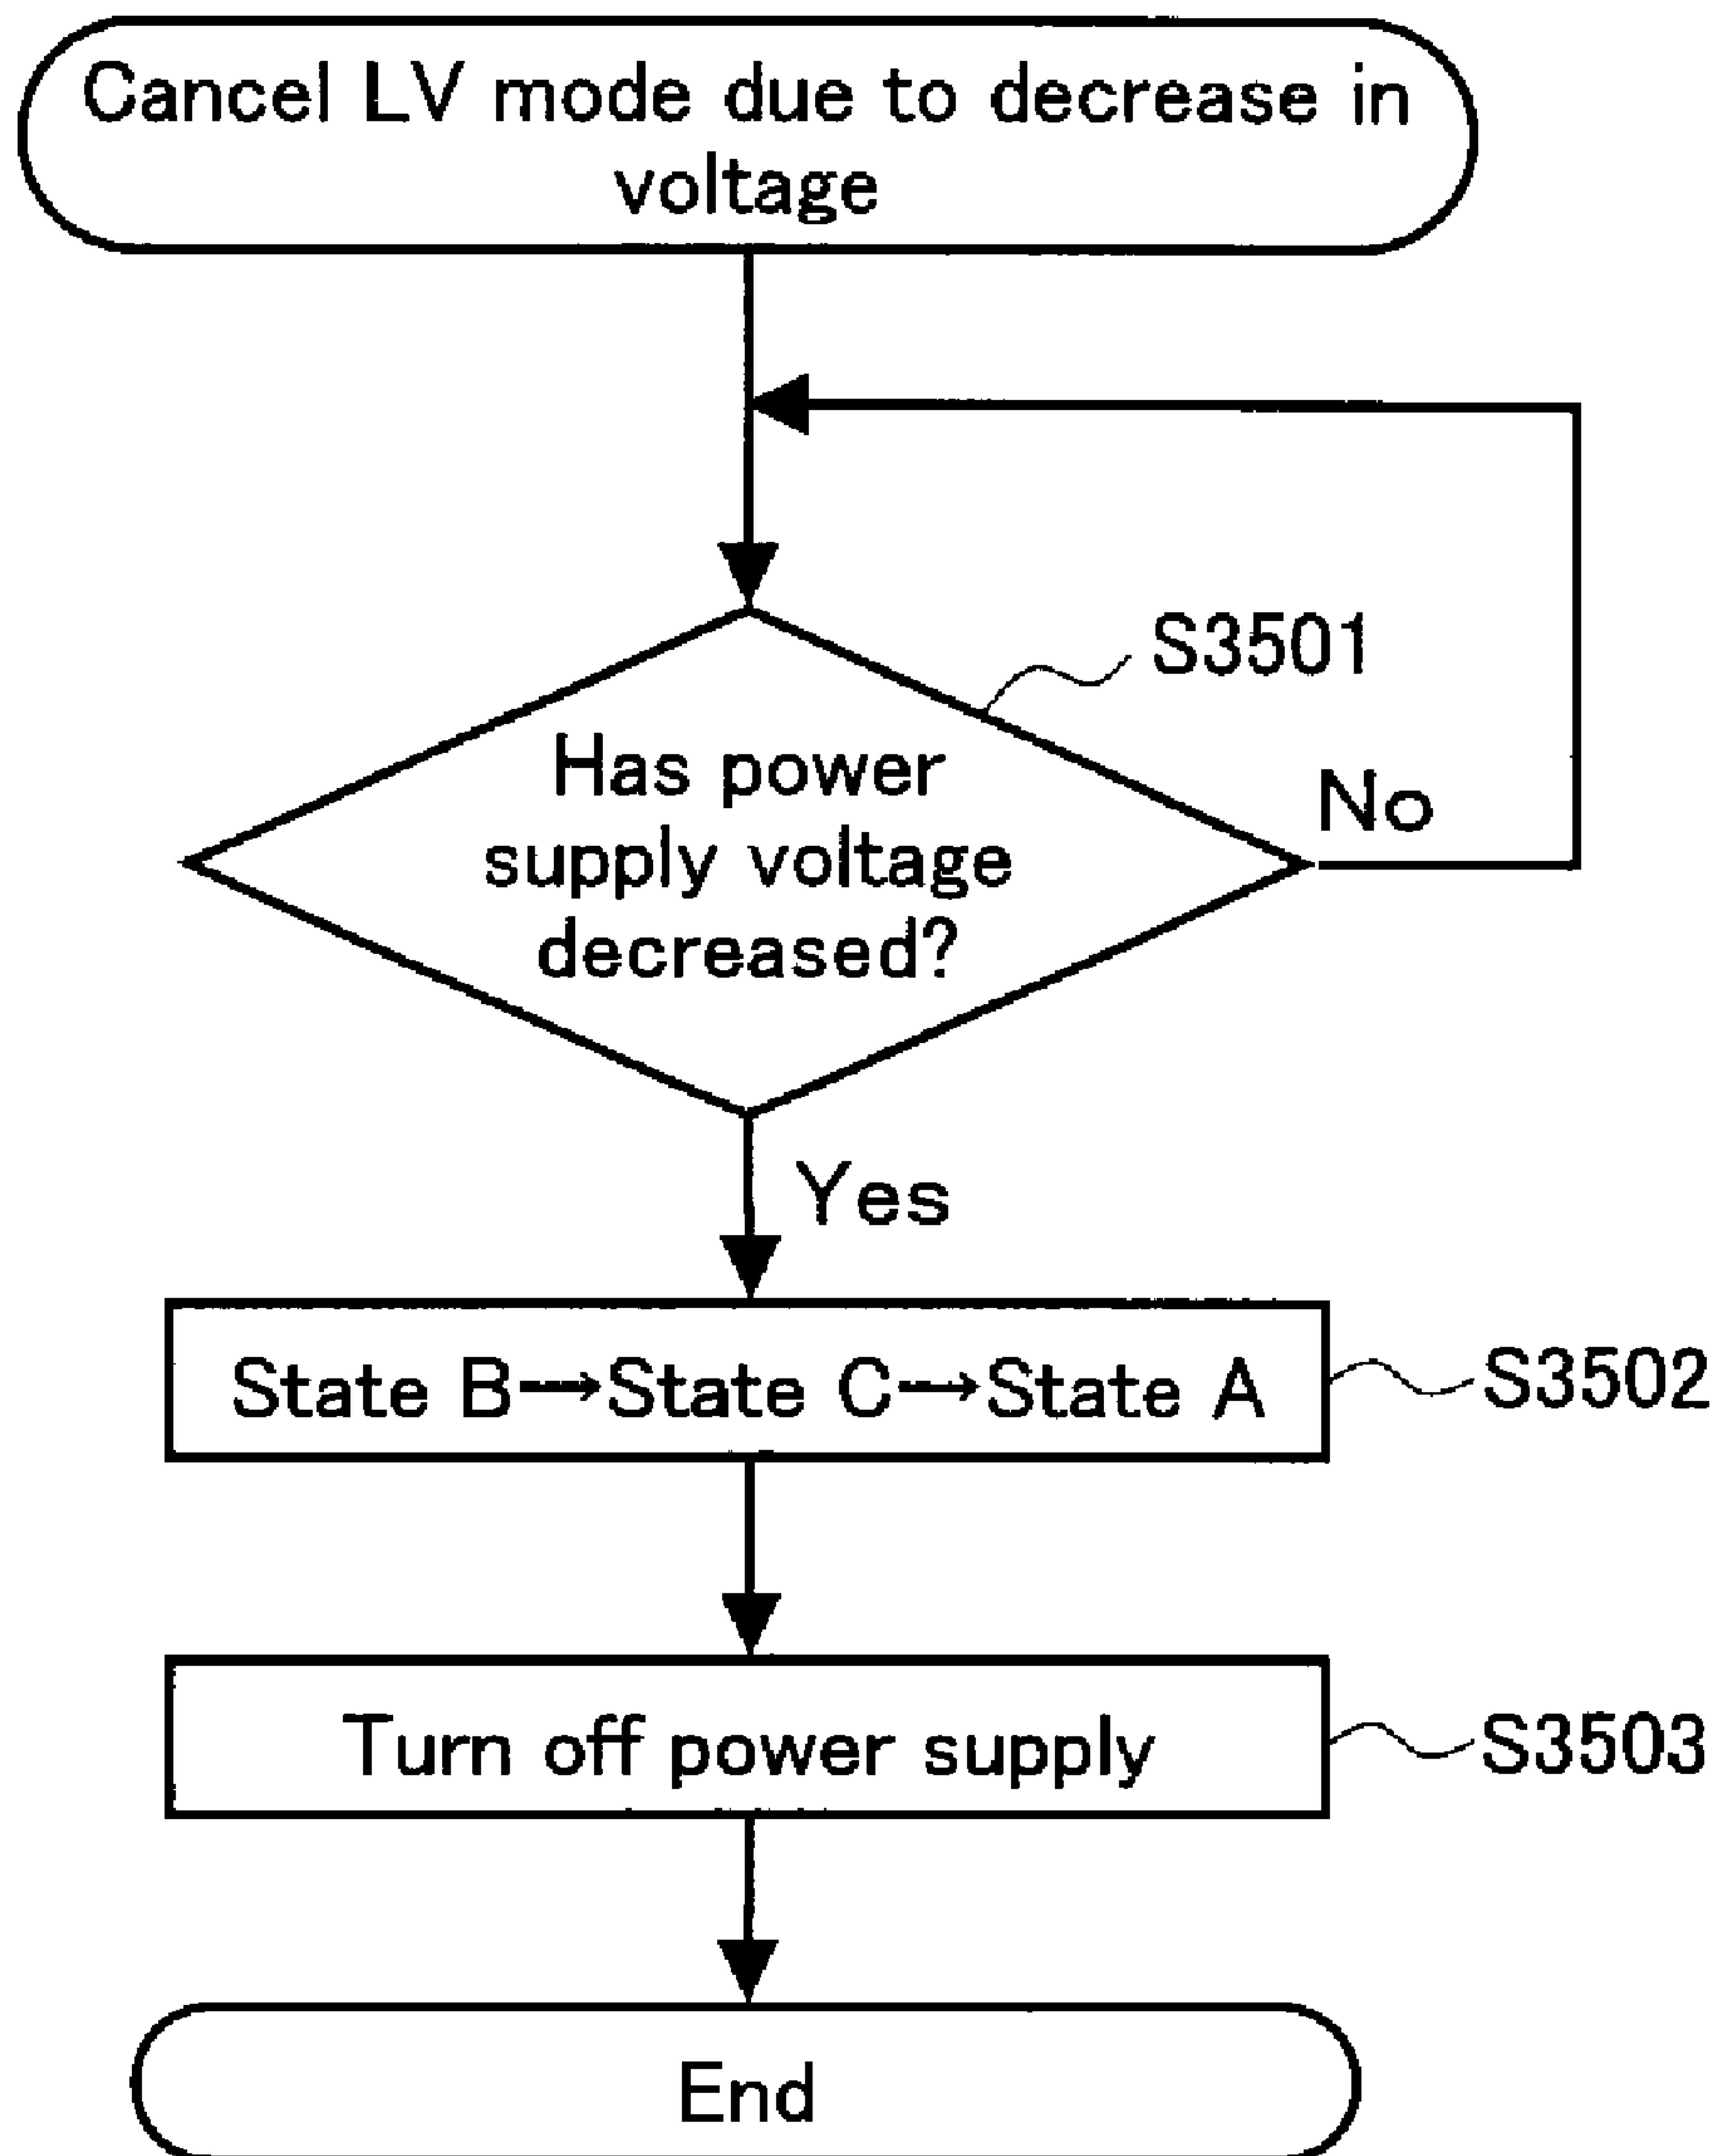 Cancel LV mode due to decrease in
voltage
S3501
Has power
supply voltage
decreased?
No
Yes
State B→State C→State A
S3502
Turn off power supply
S3503
End